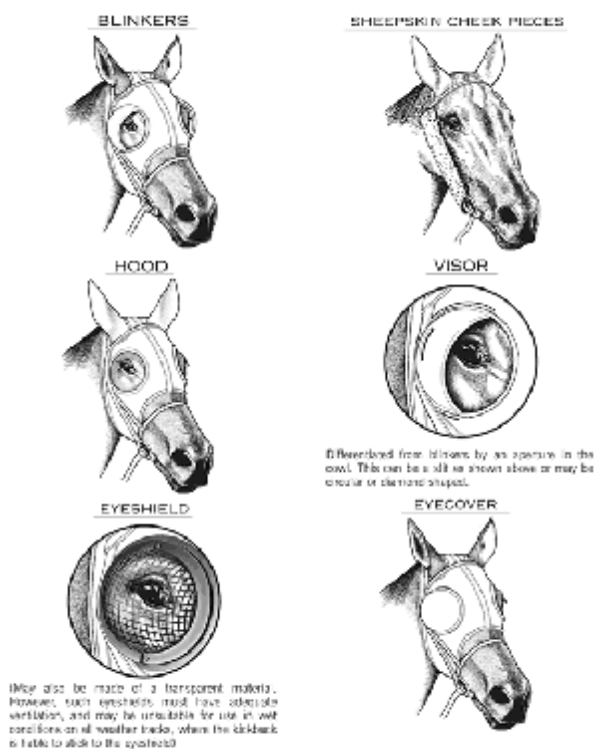 BLINKERS
SHEEPSKIN CHEEK PIECES
HOOD
VISOR
(Differentiated from blinkers by an aperture in the
cowl. This can be a slit as shown above or may be
circular or diamond shaped.
EYESHIELD
EYECOVER
(May also be made of a transparent material.
However, such eyeshields must have adequate
ventilation, and may be unsuitable for use in wet
conditions on all weather tracks, where the kickback
is liable to stick to the eyeshield)